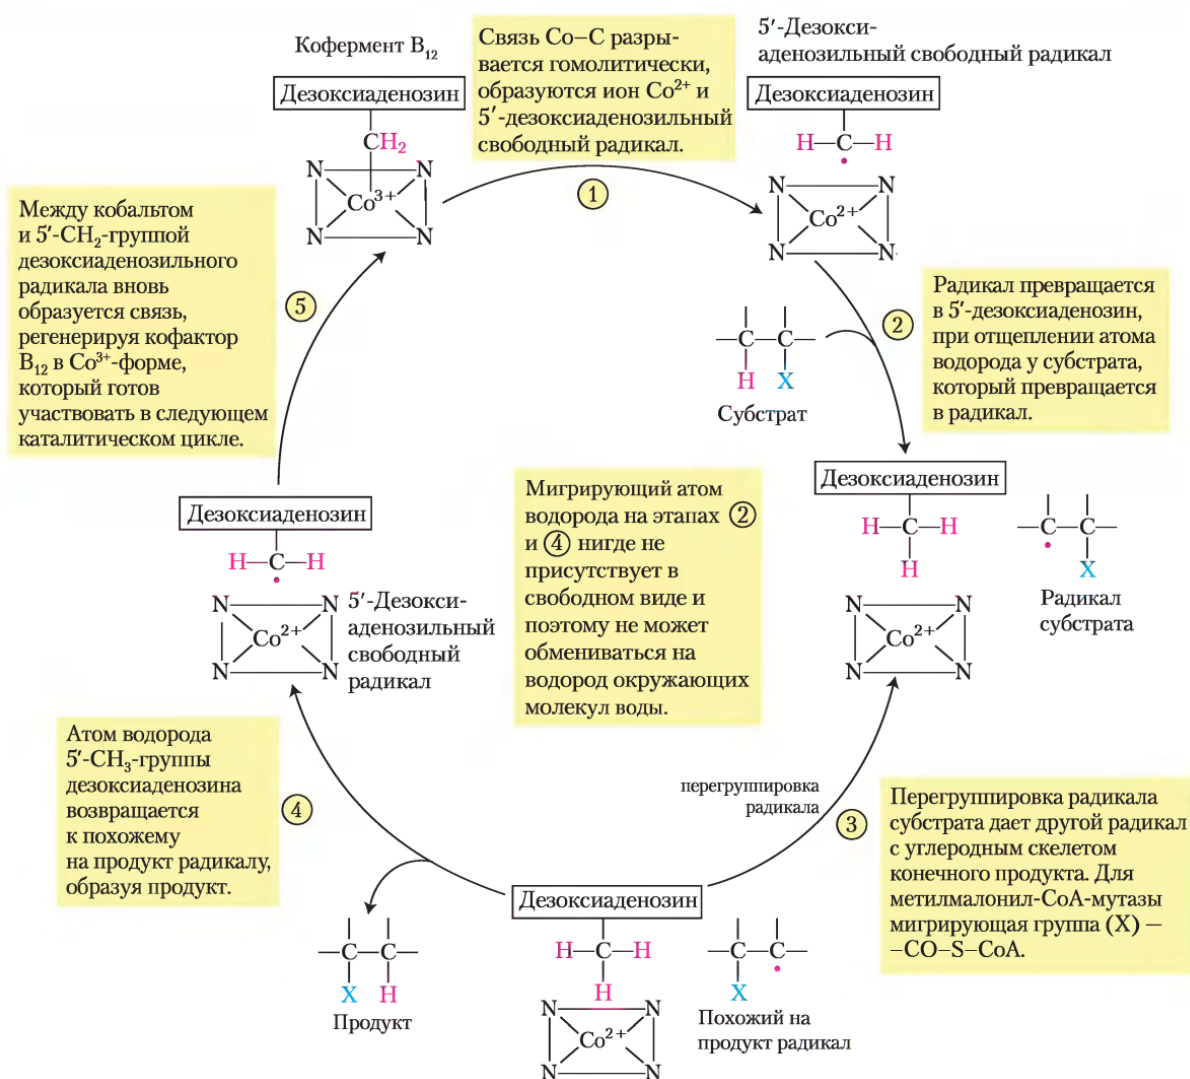 Кофермент B₁₂
Дезоксиаденозин
CH₂
N N
Co³⁺
N N
Связь Co–C разры-
вается гомолитически,
образуются ион Co²⁺ и
5′-дезоксиаденозильный
свободный радикал.
1
5′-Дезокси-
аденозильный свободный радикал
Дезоксиаденозин
H–C–H
N N
Co²⁺
N N
Радикал превращается
в 5′-дезоксиаденозин,
при отщеплении атома
водорода у субстрата,
который превращается
в радикал.
2
–C–C–
H X
Субстрат
Дезоксиаденозин
H–C–H
H
N N
Co²⁺
N N
–C–C–
X
Радикал
субстрата
Мигрирующий атом
водорода на этапах 2
и 4 нигде не
присутствует в
свободном виде и
поэтому не может
обмениваться на
водород окружающих
молекул воды.
перегруппировка
радикала
3
Перегруппировка радикала
субстрата дает другой радикал
с углеродным скелетом
конечного продукта. Для
метилмалонил-CoA-мутазы
мигрирующая группа (X) –
–CO–S–CoA.
Дезоксиаденозин
H–C–H
H
N N
Co²⁺
N N
–C–C–
X
Похожий на
продукт радикал
4
Атом водорода
5′-CH₃-группы
дезоксиаденозина
возвращается
к похожему
на продукт радикалу,
образуя продукт.
–C–C–
X H
Продукт
Дезоксиаденозин
H–C–H
N N
Co²⁺
N N
5′-Дезокси-
аденозильный
свободный
радикал
5
Между кобальтом
и 5′-CH₂-группой
дезоксиаденозильного
радикала вновь
образуется связь,
регенерируя кофактор
B₁₂ в Co³⁺-форме,
который готов
участвовать в следующем
каталитическом цикле.